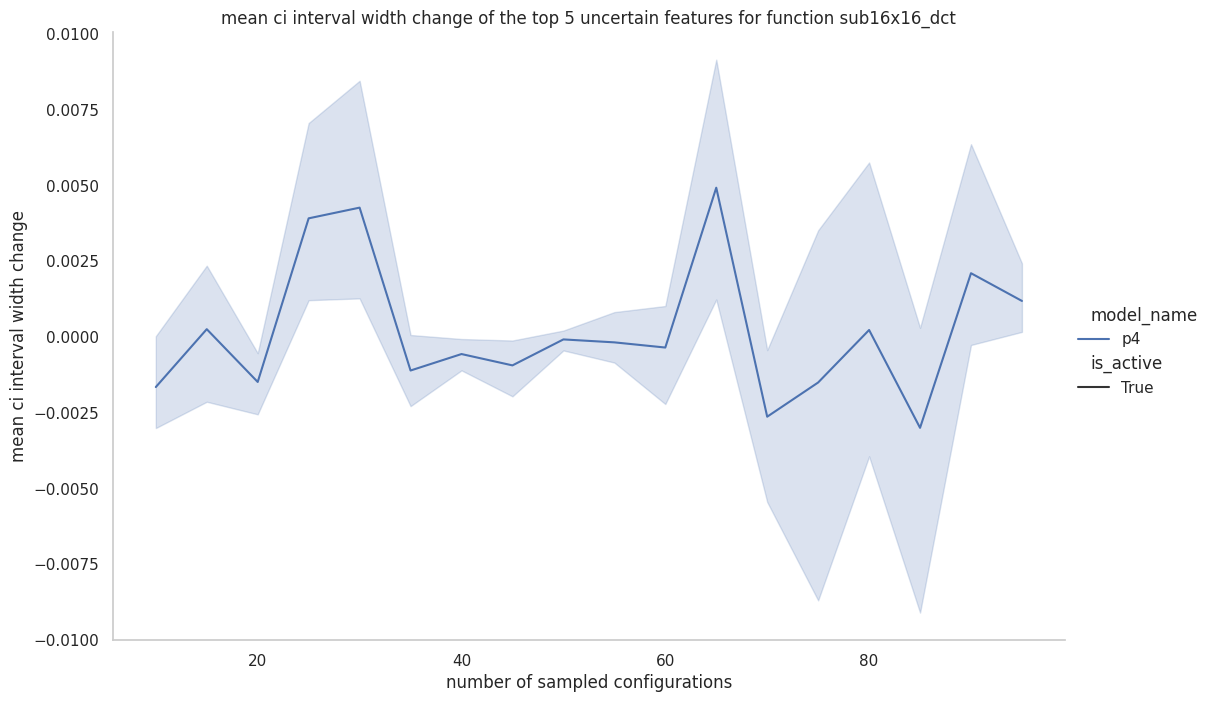 mean ci interval width change of the top 5 uncertain features for function sub16x16_dct
0.0100
0.0075
0.0050
0.0025
0.0000
−0.0025
−0.0050
−0.0075
−0.0100
mean ci interval width change
20
40
60
80
number of sampled configurations
model_name
p4
is_active
True